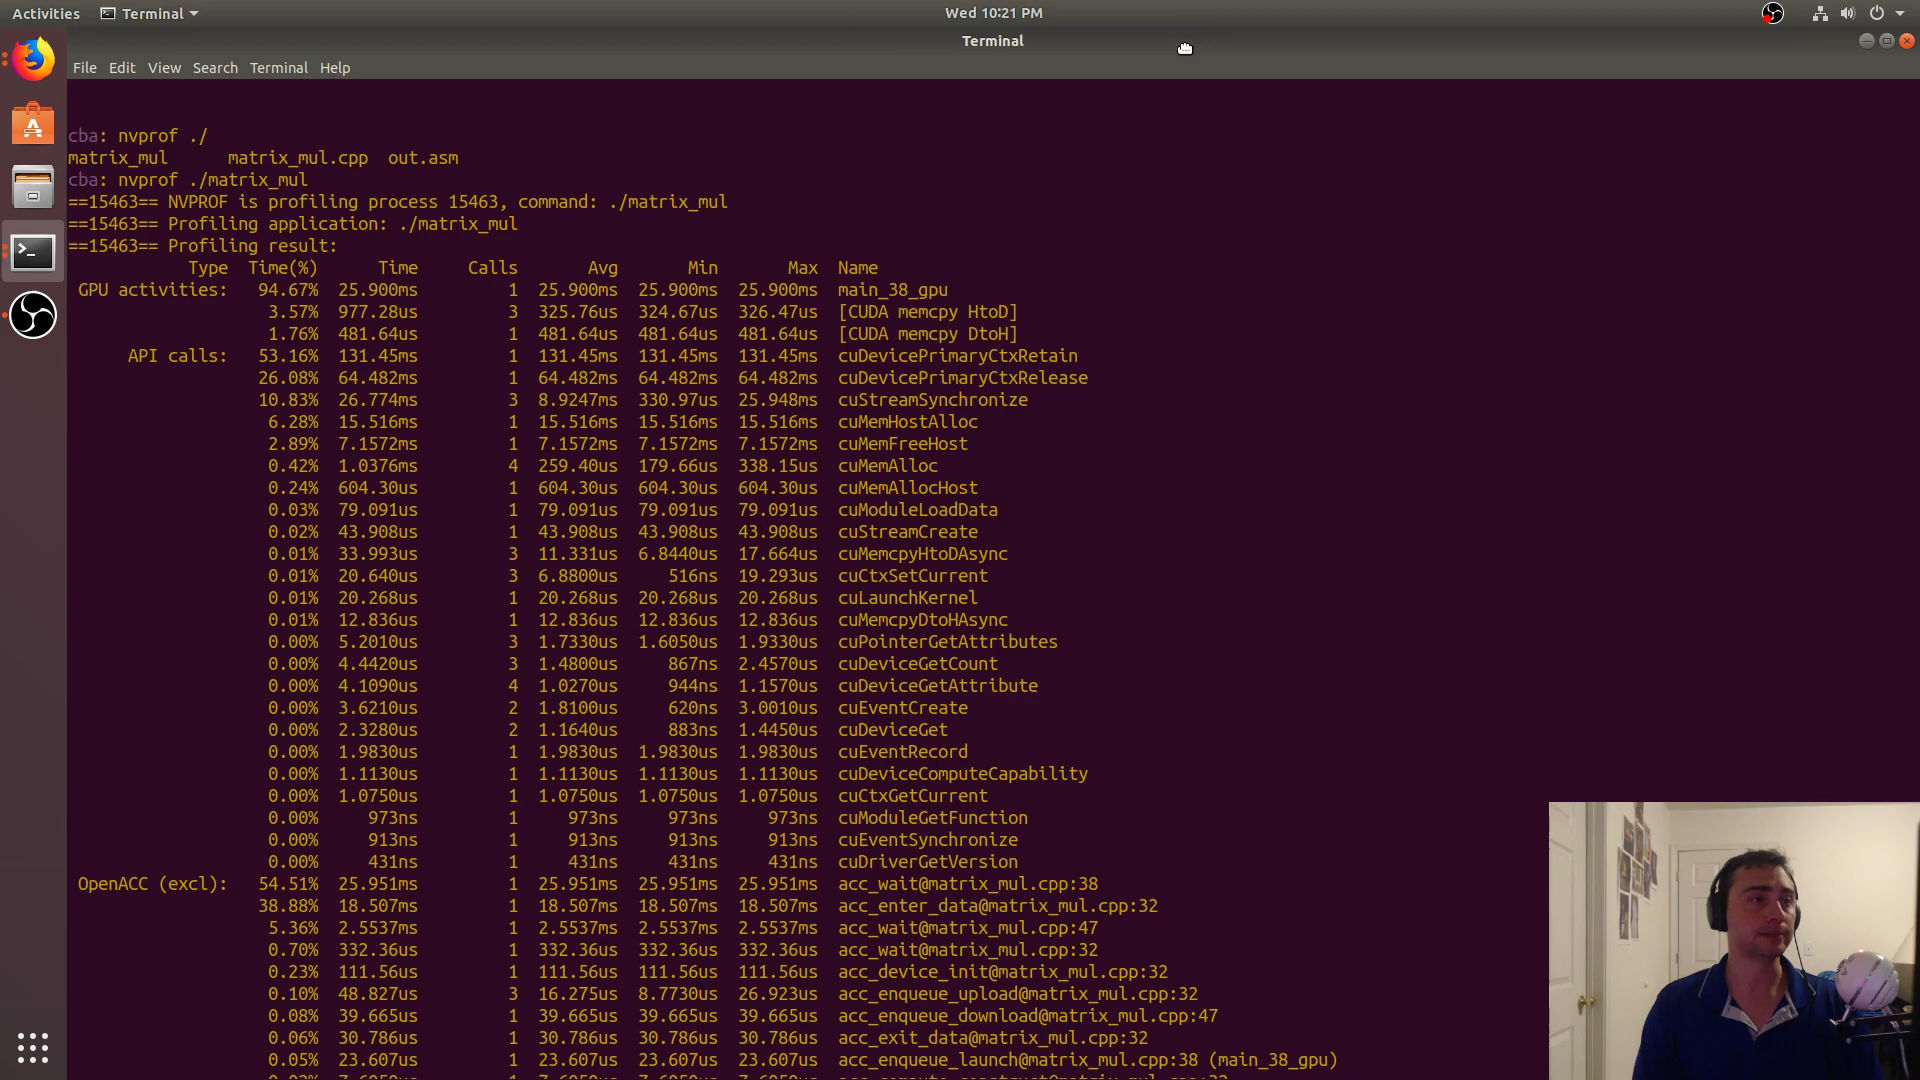 Activities Terminal Wed 10:21 PM
Terminal
File Edit View Search Terminal Help
cba: nvprof ./
matrix_mul matrix_mul.cpp out.asm
cba: nvprof ./matrix_mul
==15463== NVPROF is profiling process 15463, command: ./matrix_mul
==15463== Profiling application: ./matrix_mul
==15463== Profiling result:
Type Time(%) Time Calls Avg Min Max Name
GPU activities: 94.67% 25.900ms 1 25.900ms 25.900ms 25.900ms main_38_gpu
3.57% 977.28us 3 325.76us 324.67us 326.47us [CUDA memcpy HtoD]
1.76% 481.64us 1 481.64us 481.64us 481.64us [CUDA memcpy DtoH]
API calls: 53.16% 131.45ms 1 131.45ms 131.45ms 131.45ms cuDevicePrimaryCtxRetain
26.08% 64.482ms 1 64.482ms 64.482ms 64.482ms cuDevicePrimaryCtxRelease
10.83% 26.774ms 3 8.9247ms 330.97us 25.948ms cuStreamSynchronize
6.28% 15.516ms 1 15.516ms 15.516ms 15.516ms cuMemHostAlloc
2.89% 7.1572ms 1 7.1572ms 7.1572ms 7.1572ms cuMemFreeHost
0.42% 1.0376ms 4 259.40us 179.66us 338.15us cuMemAlloc
0.24% 604.30us 1 604.30us 604.30us 604.30us cuMemAllocHost
0.03% 79.091us 1 79.091us 79.091us 79.091us cuModuleLoadData
0.02% 43.908us 1 43.908us 43.908us 43.908us cuStreamCreate
0.01% 33.993us 3 11.331us 6.8440us 17.664us cuMemcpyHtoDAsync
0.01% 20.640us 3 6.8800us 516ns 19.293us cuCtxSetCurrent
0.01% 20.268us 1 20.268us 20.268us 20.268us cuLaunchKernel
0.01% 12.836us 1 12.836us 12.836us 12.836us cuMemcpyDtoHAsync
0.00% 5.2010us 3 1.7330us 1.6050us 1.9330us cuPointerGetAttributes
0.00% 4.4420us 3 1.4800us 867ns 2.4570us cuDeviceGetCount
0.00% 4.1090us 4 1.0270us 944ns 1.1570us cuDeviceGetAttribute
0.00% 3.6210us 2 1.8100us 620ns 3.0010us cuEventCreate
0.00% 2.3280us 2 1.1640us 883ns 1.4450us cuDeviceGet
0.00% 1.9830us 1 1.9830us 1.9830us 1.9830us cuEventRecord
0.00% 1.1130us 1 1.1130us 1.1130us 1.1130us cuDeviceComputeCapability
0.00% 1.0750us 1 1.0750us 1.0750us 1.0750us cuCtxGetCurrent
0.00% 973ns 1 973ns 973ns 973ns cuModuleGetFunction
0.00% 913ns 1 913ns 913ns 913ns cuEventSynchronize
0.00% 431ns 1 431ns 431ns 431ns cuDriverGetVersion
OpenACC (excl): 54.51% 25.951ms 1 25.951ms 25.951ms 25.951ms acc_wait@matrix_mul.cpp:38
38.88% 18.507ms 1 18.507ms 18.507ms 18.507ms acc_enter_data@matrix_mul.cpp:32
5.36% 2.5537ms 1 2.5537ms 2.5537ms 2.5537ms acc_wait@matrix_mul.cpp:47
0.70% 332.36us 1 332.36us 332.36us 332.36us acc_wait@matrix_mul.cpp:32
0.23% 111.56us 1 111.56us 111.56us 111.56us acc_device_init@matrix_mul.cpp:32
0.10% 48.827us 3 16.275us 8.7730us 26.923us acc_enqueue_upload@matrix_mul.cpp:32
0.08% 39.665us 1 39.665us 39.665us 39.665us acc_enqueue_download@matrix_mul.cpp:47
0.06% 30.786us 1 30.786us 30.786us 30.786us acc_exit_data@matrix_mul.cpp:32
0.05% 23.607us 1 23.607us 23.607us 23.607us acc_enqueue_launch@matrix_mul.cpp:38 (main_38_gpu)